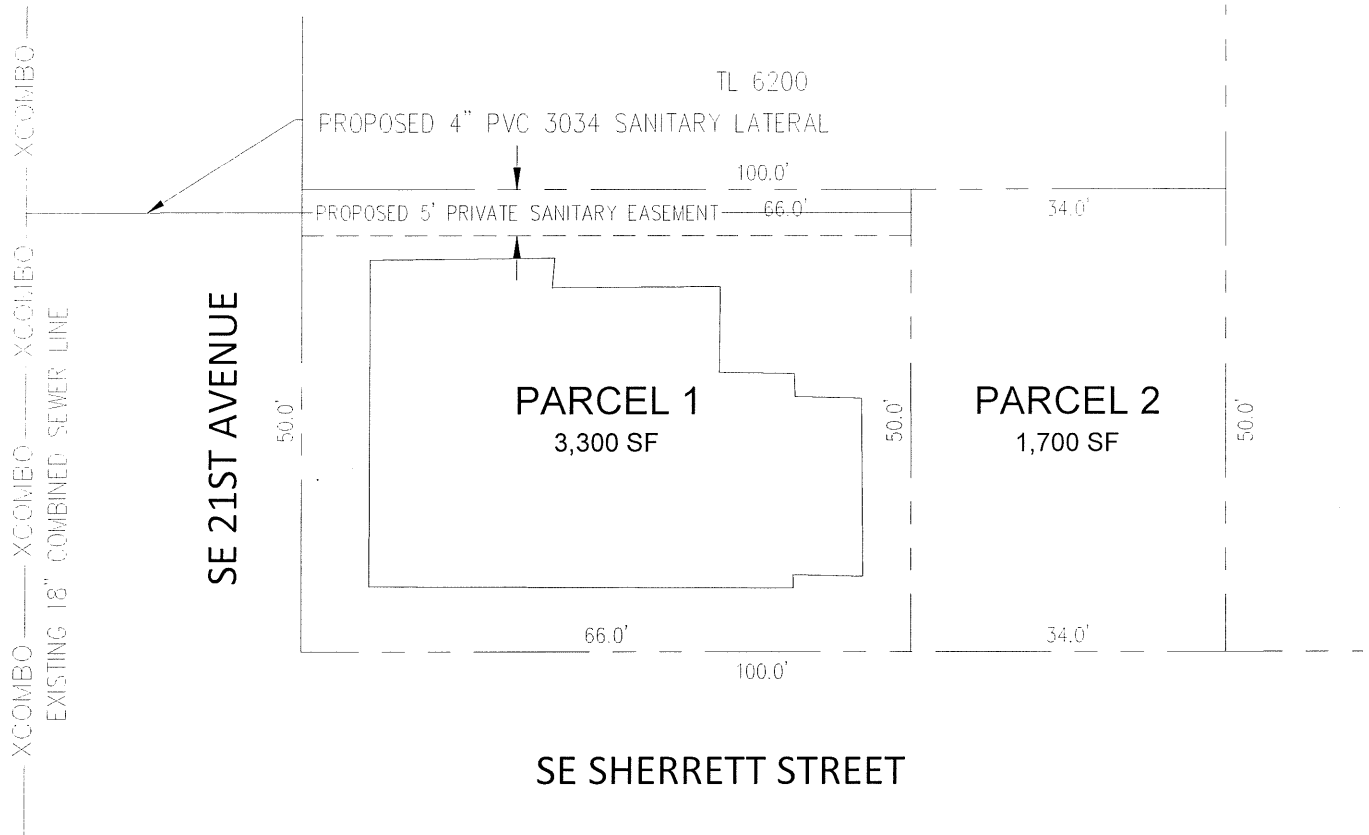 TL 6200
PROPOSED 4" PVC 3034 SANITARY LATERAL
100.0'
PROPOSED 5' PRIVATE SANITARY EASEMENT
66.0'
34.0'
XCOMBO
XCOMBO
XCOMBO
XCOMBO
XCOMBO
XCOMBO
EXISTING 18" COMBINED SEWER LINE
SE 21ST AVENUE
50.0'
PARCEL 1
3,300 SF
50.0'
PARCEL 2
1,700 SF
50.0'
66.0'
34.0'
100.0'
SE SHERRETT STREET